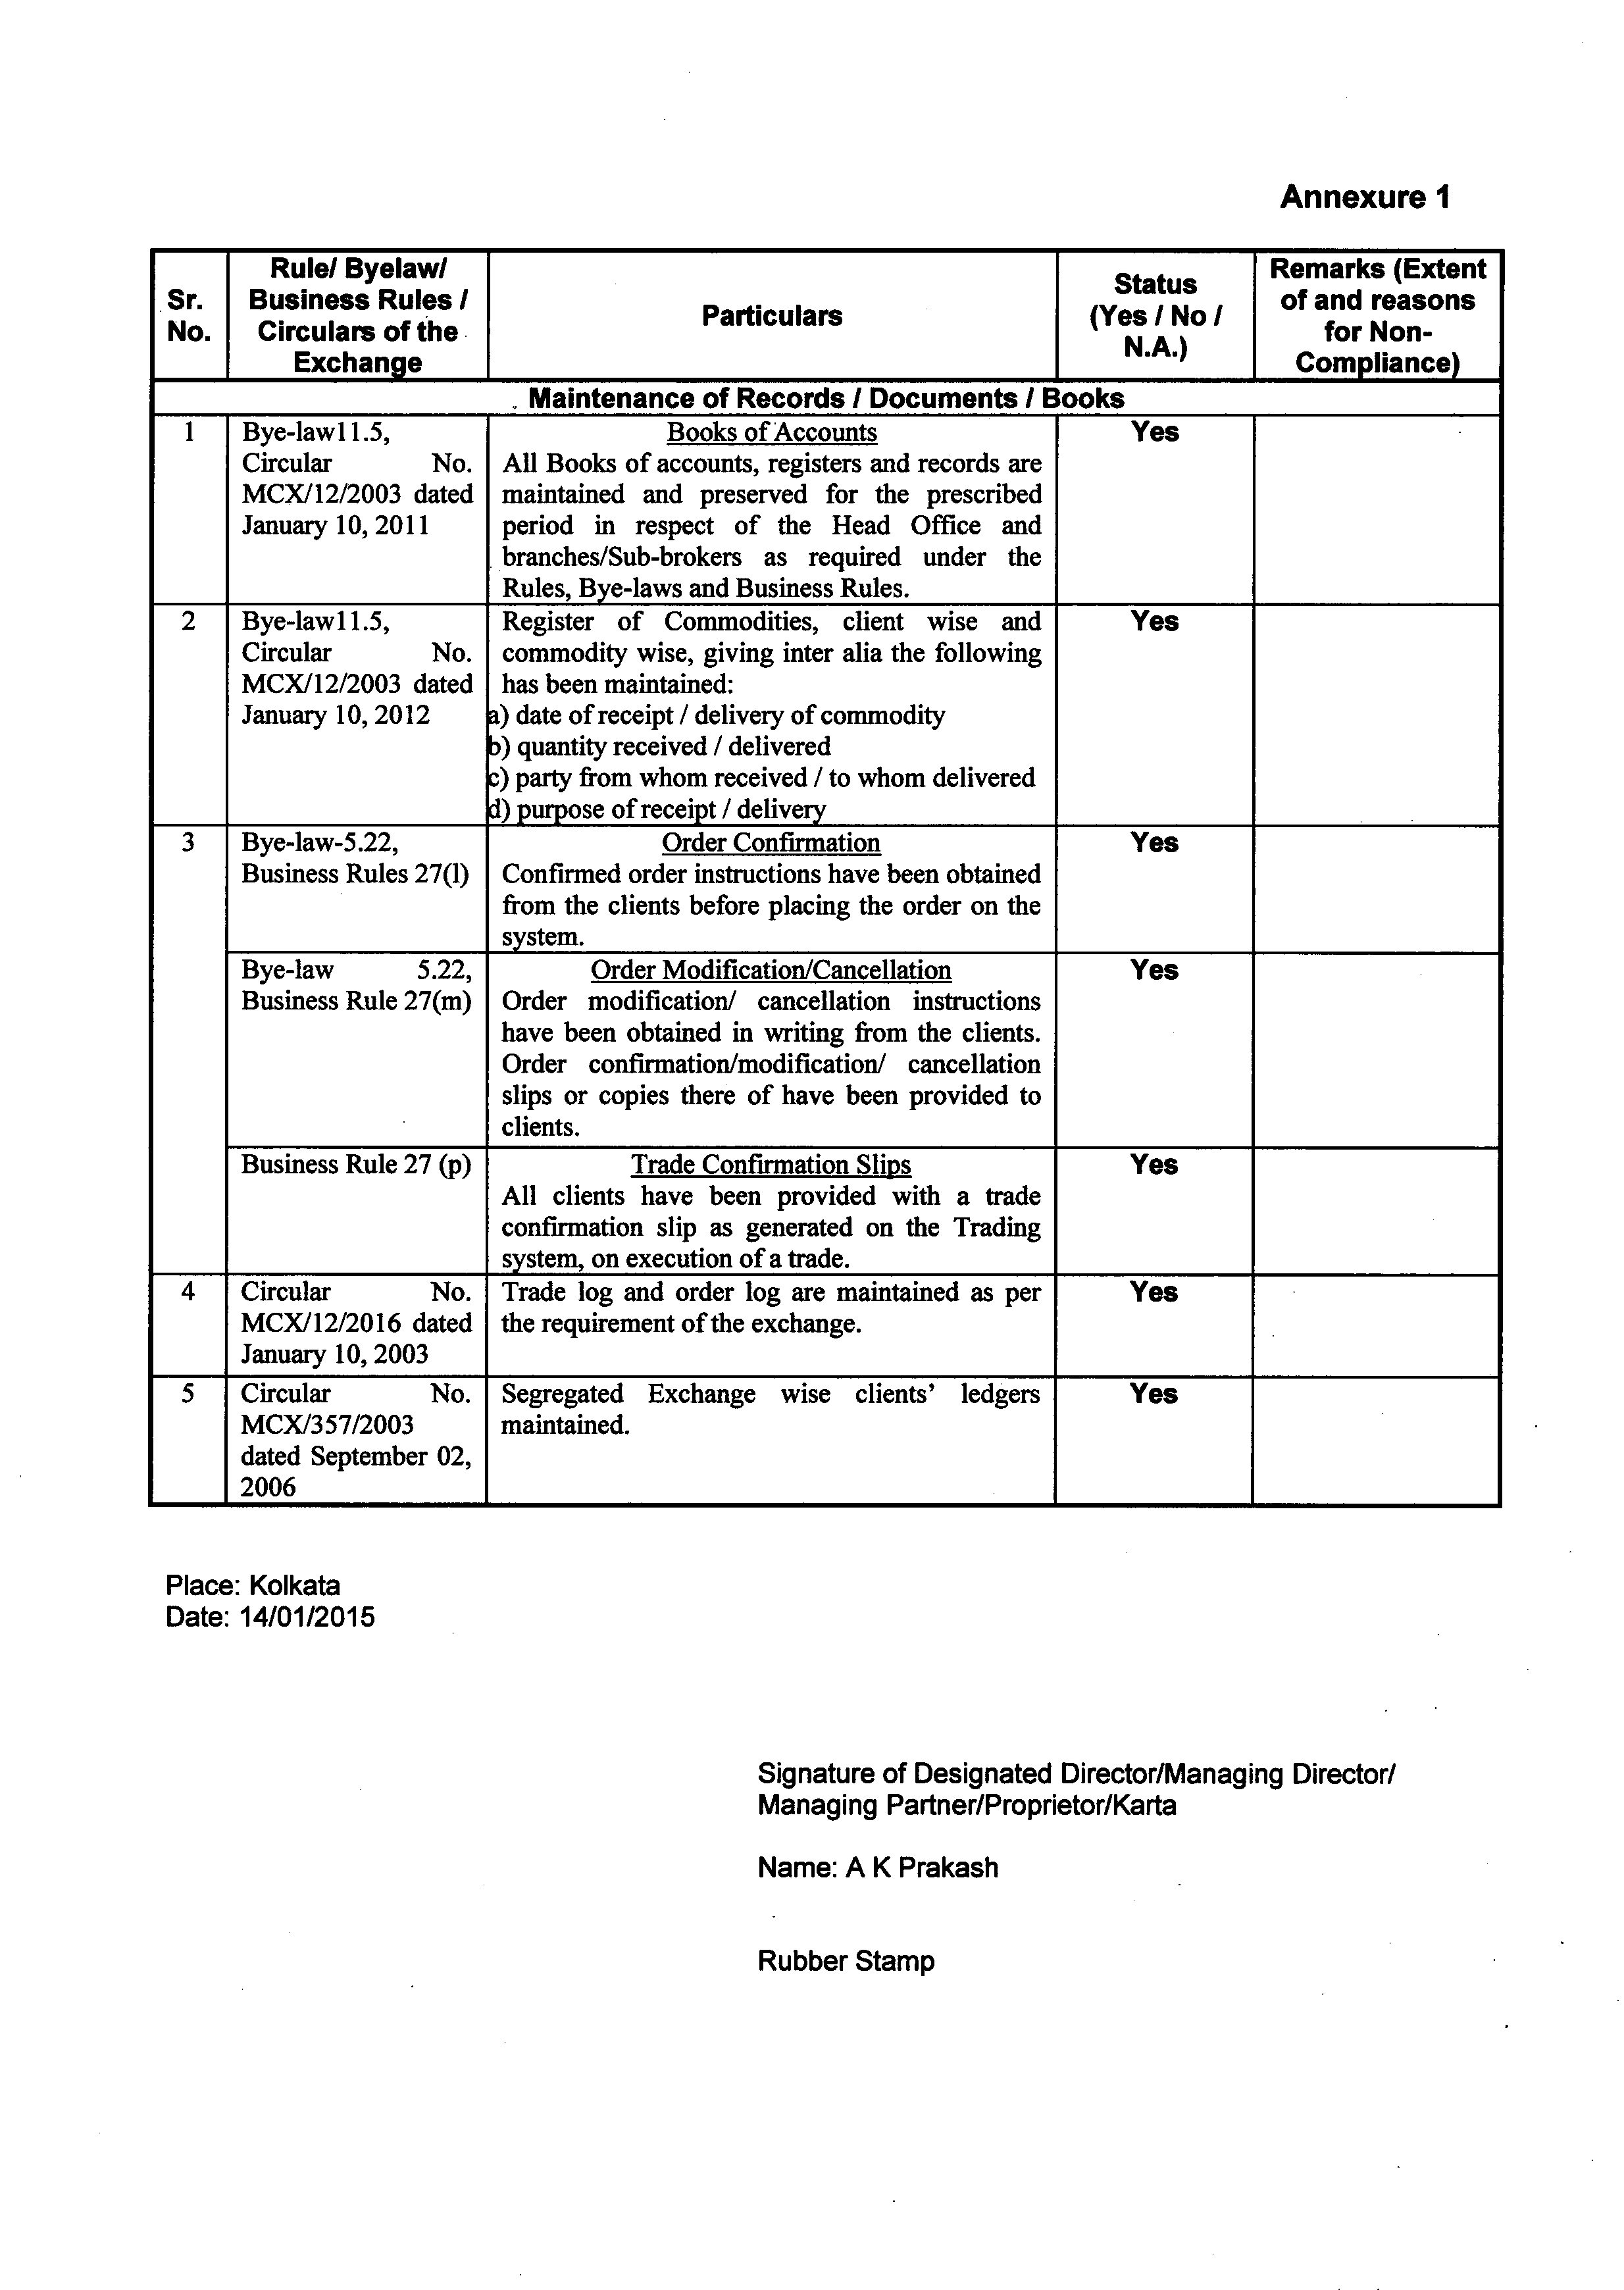 Annexure 1
Sr. No.
Rule/ Byelaw/ Business Rules / Circulars of the Exchange
Particulars
Status (Yes / No / N.A.)
Remarks (Extent of and reasons for Non-Compliance)
Maintenance of Records / Documents / Books
1
Bye-law11.5,
Circular No.
MCX/12/2003 dated
January 10, 2011
Books of Accounts
All Books of accounts, registers and records are
maintained and preserved for the prescribed
period in respect of the Head Office and
branches/Sub-brokers as required under the
Rules, Bye-laws and Business Rules.
Yes
2
Bye-law11.5,
Circular No.
MCX/12/2003 dated
January 10, 2012
Register of Commodities, client wise and
commodity wise, giving inter alia the following
has been maintained:
a) date of receipt / delivery of commodity
b) quantity received / delivered
c) party from whom received / to whom delivered
d) purpose of receipt / delivery
Yes
3
Bye-law-5.22,
Business Rules 27(l)
Order Confirmation
Confirmed order instructions have been obtained
from the clients before placing the order on the
system.
Yes
Bye-law 5.22,
Business Rule 27(m)
Order Modification/Cancellation
Order modification/ cancellation instructions
have been obtained in writing from the clients.
Order confirmation/modification/ cancellation
slips or copies there of have been provided to
clients.
Yes
Business Rule 27 (p)
Trade Confirmation Slips
All clients have been provided with a trade
confirmation slip as generated on the Trading
system, on execution of a trade.
Yes
4
Circular No.
MCX/12/2016 dated
January 10, 2003
Trade log and order log are maintained as per
the requirement of the exchange.
Yes
5
Circular No.
MCX/357/2003
dated September 02,
2006
Segregated Exchange wise clients' ledgers
maintained.
Yes
Place: Kolkata
Date: 14/01/2015
Signature of Designated Director/Managing Director/
Managing Partner/Proprietor/Karta
Name: A K Prakash
Rubber Stamp